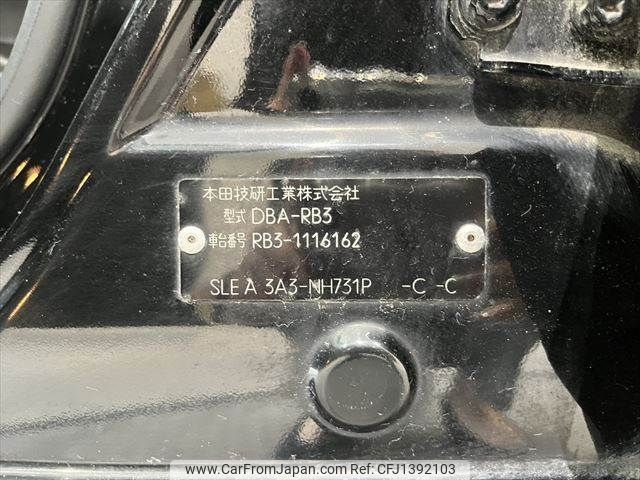 本田技研工業株式会社
型式 DBA-RB3
車台番号 RB3-1116162
SLE A 3A3-NH731P -C -C
www.CarFromJapan.com - CFJ1392103